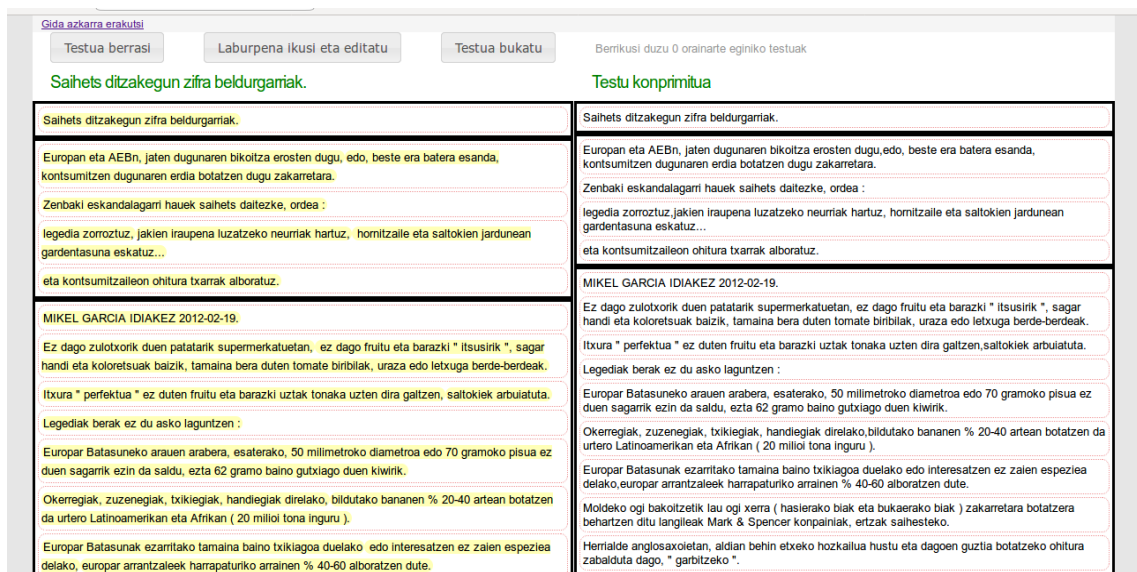 Gida azkarra erakutsi
Testua berrasi
Laburpena ikusi eta editatu
Testua bukatu
Berrikusi duzu 0 orainarte eginiko testuak
Saihets ditzakegun zifra beldurgarriak.
Saihets ditzakegun zifra beldurgarriak.
Europan eta AEBn, jaten dugunaren bikoitza erosten dugu, edo, beste era batera esanda,
kontsumitzen dugunaren erdia botatzen dugu zakarretara.
Zenbaki eskandalagarri hauek saihets daitezke, ordea :
legedia zorroztuz, jakien iraupena luzatzeko neurriak hartuz, hornitzaile eta saltokien jardunean
gardentasuna eskatuz...
eta kontsumitzaileon ohitura txarrak alboratuz.
MIKEL GARCIA IDIAKEZ 2012-02-19.
Ez dago zulotxorik duen patatarik supermerkatuetan, ez dago fruitu eta barazki " itsusirik ", sagar
handi eta koloretsuak baizik, tamaina bera duten tomate biribilak, uraza edo letxuga berde-berdeak.
Itxura " perfektua " ez duten fruitu eta barazki uztak tonaka uzten dira galtzen, saltokiek arbuiatuta.
Legediak berak ez du asko laguntzen :
Europar Batasuneko arauen arabera, esaterako, 50 milimetroko diametroa edo 70 gramoko pisua ez
duen sagarrik ezin da saldu, ezta 62 gramo baino gutxiago duen kiwirik.
Okerregiak, zuzenegiak, txikiegiak, handiegiak direlako, bildutako bananen % 20-40 artean botatzen
da urtero Latinoamerikan eta Afrikan ( 20 milioi tona inguru ).
Europar Batasunak ezarritako tamaina baino txikiagoa duelako edo interesatzen ez zaien espeziea
delako, europar arrantzaleek harrapaturiko arrainen % 40-60 alboratzen dute.
Testu konprimitua
Saihets ditzakegun zifra beldurgarriak.
Europan eta AEBn, jaten dugunaren bikoitza erosten dugu,edo, beste era batera esanda,
kontsumitzen dugunaren erdia botatzen dugu zakarretara.
Zenbaki eskandalagarri hauek saihets daitezke, ordea :
legedia zorroztuz,jakien iraupena luzatzeko neurriak hartuz, hornitzaile eta saltokien jardunean
gardentasuna eskatuz...
eta kontsumitzaileon ohitura txarrak alboratuz.
MIKEL GARCIA IDIAKEZ 2012-02-19.
Ez dago zulotxorik duen patatarik supermerkatuetan, ez dago fruitu eta barazki " itsusirik ", sagar
handi eta koloretsuak baizik, tamaina bera duten tomate biribilak, uraza edo letxuga berde-berdeak.
Itxura " perfektua " ez duten fruitu eta barazki uztak tonaka uzten dira galtzen,saltokiek arbuiatuta.
Legediak berak ez du asko laguntzen :
Europar Batasuneko arauen arabera, esaterako, 50 milimetroko diametroa edo 70 gramoko pisua ez
duen sagarrik ezin da saldu, ezta 62 gramo baino gutxiago duen kiwirik.
Okerregiak, zuzenegiak, txikiegiak, handiegiak direlako,bildutako bananen % 20-40 artean botatzen da
urtero Latinoamerikan eta Afrikan ( 20 milioi tona inguru ).
Europar Batasunak ezarritako tamaina baino txikiagoa duelako edo interesatzen ez zaien espeziea
delako,europar arrantzaleek harrapaturiko arrainen % 40-60 alboratzen dute.
Moldeko ogi bakoitzetik lau ogi xerra ( hasierako biak eta bukaerako biak ) zakarretara botatzera
behartzen ditu langileak Mark & Spencer konpainiak, ertzak saihesteko.
Herrialde anglosaxoietan, aldian behin etxeko hozkailua hustu eta dagoen guztia botatzeko ohitura
zabalduta dago, " garbitzeko ".